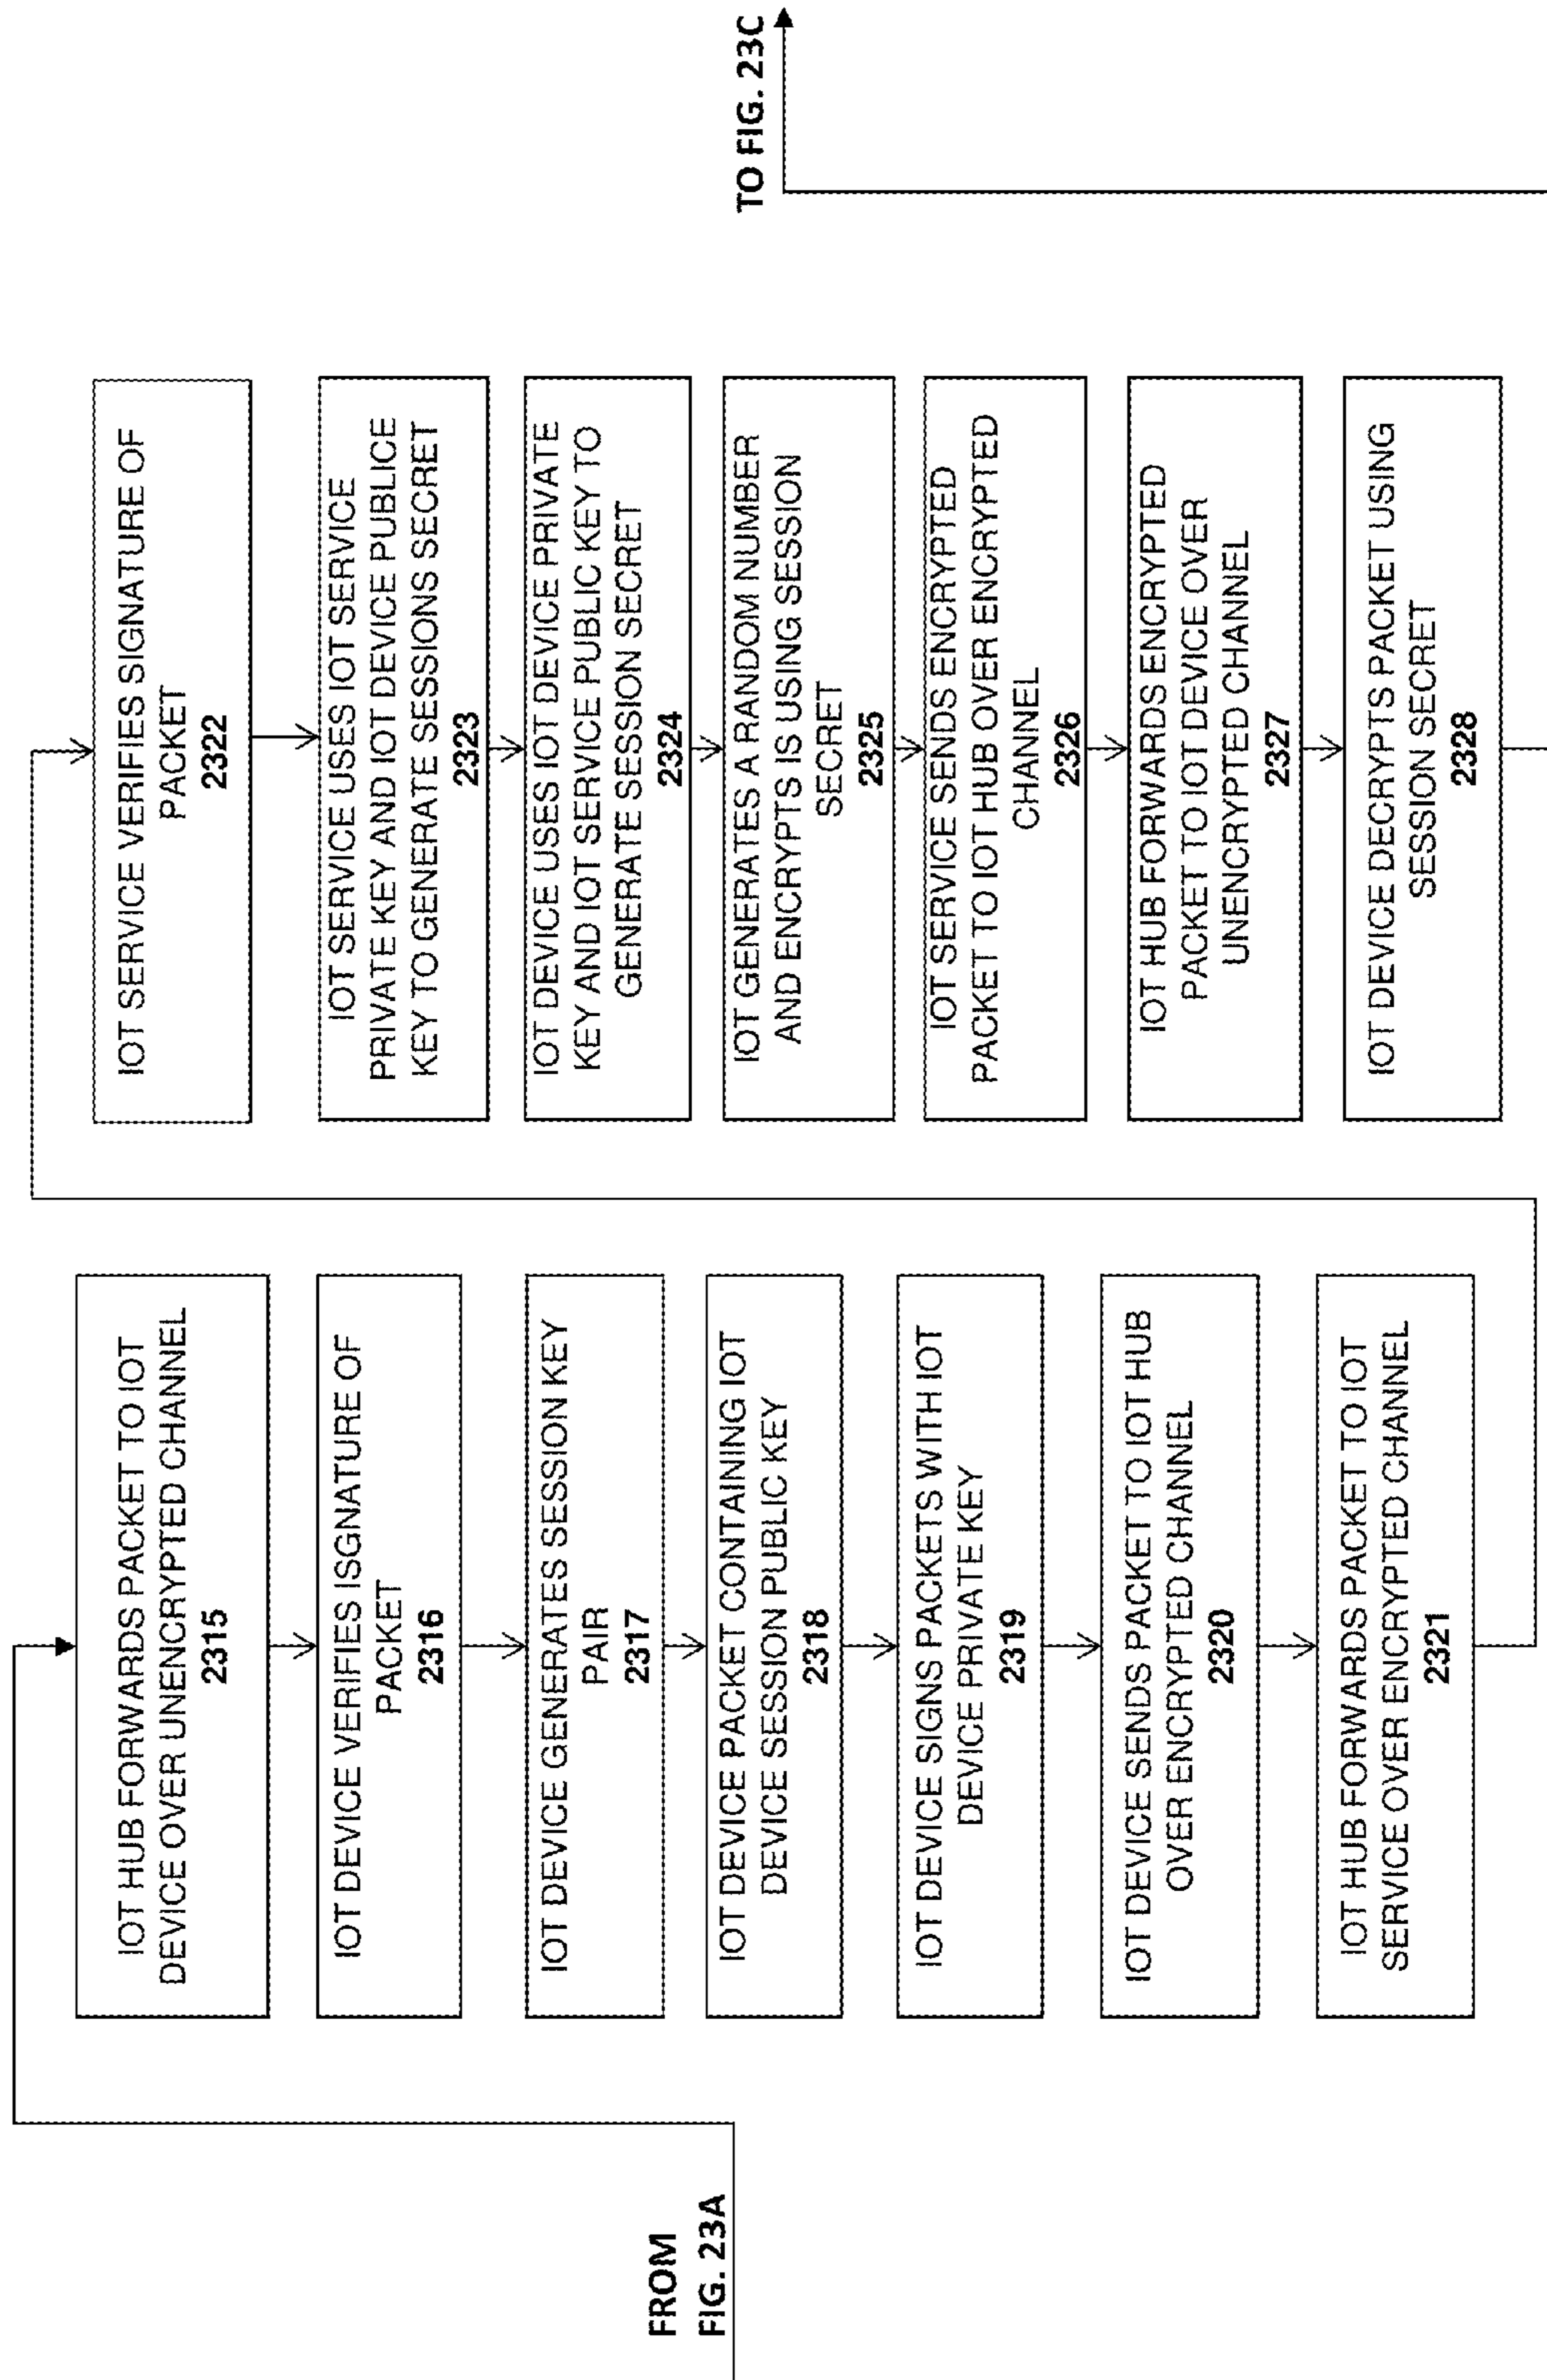 FROM
FIG. 23A
IOT HUB FORWARDS PACKET TO IOT
DEVICE OVER UNENCRYPTED CHANNEL
2315
IOT DEVICE VERIFIES ISGNATURE OF
PACKET
2316
IOT DEVICE GENERATES SESSION KEY
PAIR
2317
IOT DEVICE PACKET CONTAINING IOT
DEVICE SESSION PUBLIC KEY
2318
IOT DEVICE SIGNS PACKETS WITH IOT
DEVICE PRIVATE KEY
2319
IOT DEVICE SENDS PACKET TO IOT HUB
OVER ENCRYPTED CHANNEL
2320
IOT HUB FORWARDS PACKET TO IOT
SERVICE OVER ENCRYPTED CHANNEL
2321
IOT SERVICE VERIFIES SIGNATURE OF
PACKET
2322
IOT SERVICE USES IOT SERVICE
PRIVATE KEY AND IOT DEVICE PUBLICE
KEY TO GENERATE SESSIONS SECRET
2323
IOT DEVICE USES IOT DEVICE PRIVATE
KEY AND IOT SERVICE PUBLIC KEY TO
GENERATE SESSION SECRET
2324
IOT GENERATES A RANDOM NUMBER
AND ENCRYPTS IS USING SESSION
SECRET
2325
IOT SERVICE SENDS ENCRYPTED
PACKET TO IOT HUB OVER ENCRYPTED
CHANNEL
2326
IOT HUB FORWARDS ENCRYPTED
PACKET TO IOT DEVICE OVER
UNENCRYPTED CHANNEL
2327
IOT DEVICE DECRYPTS PACKET USING
SESSION SECRET
2328
TO FIG. 23C